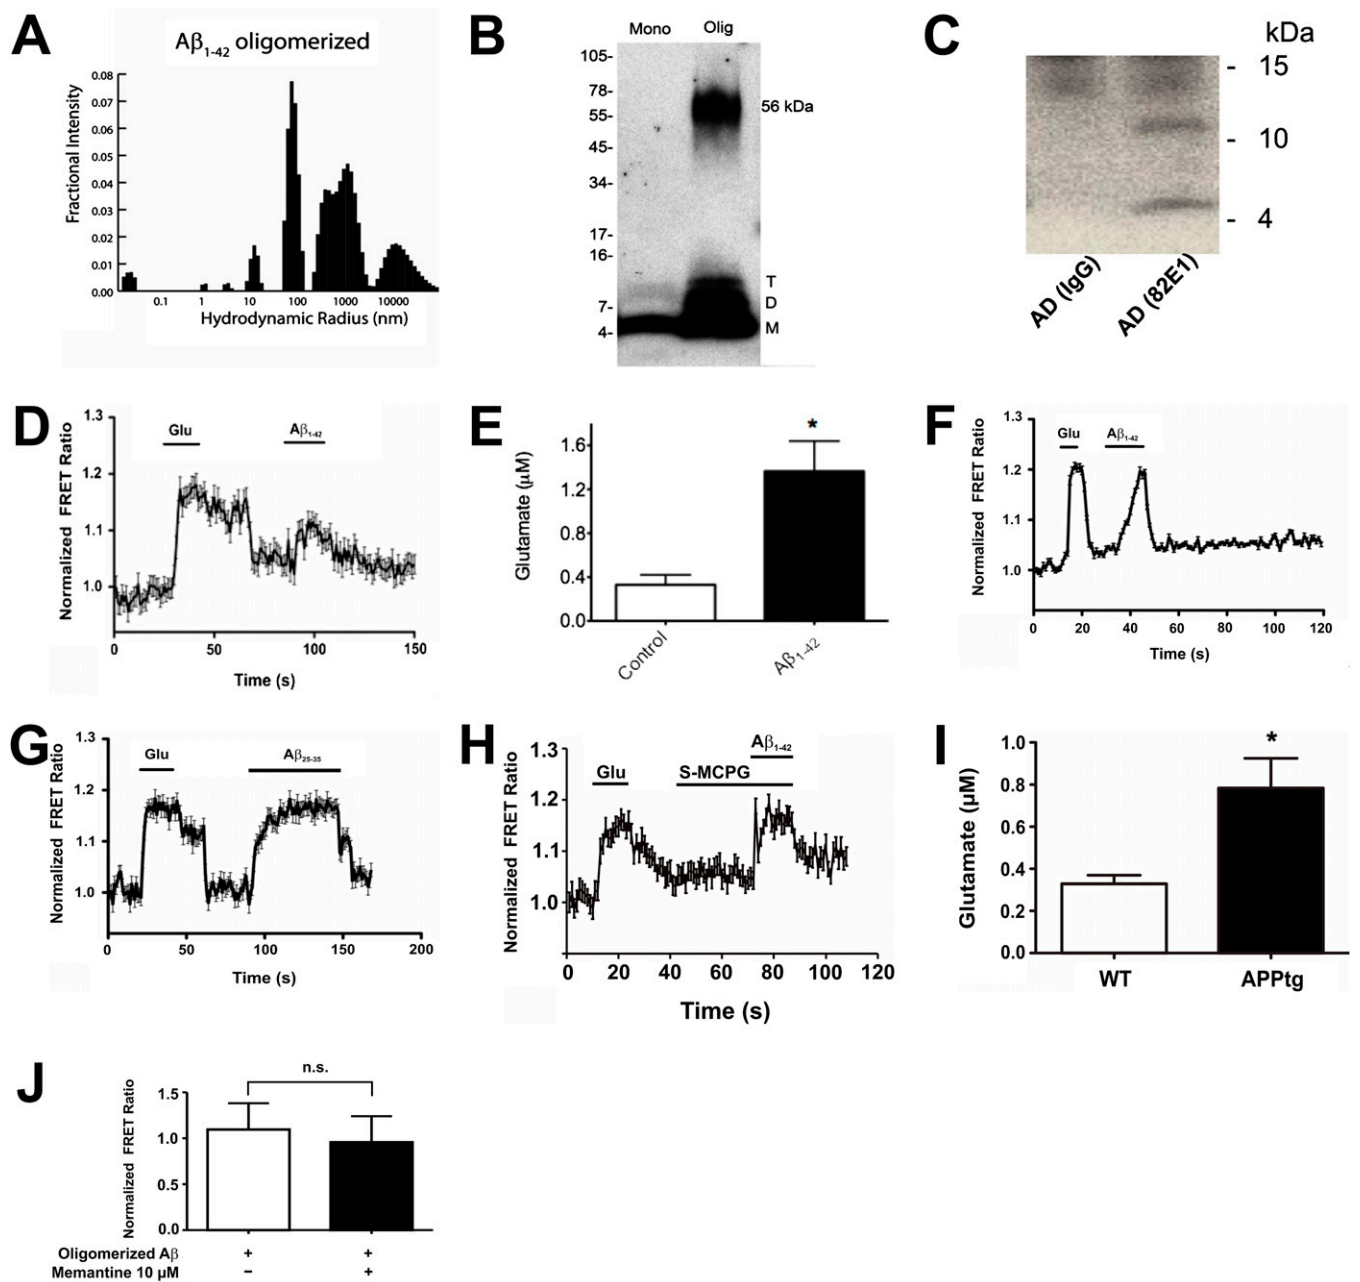 A
Aβ1-42 oligomerized
Fractional Intensity
0.08
0.07
0.06
0.05
0.04
0.03
0.02
0.01
0.00
0.1 1 10 100 1000 10000
Hydrodynamic Radius (nm)
B
Mono Olig
105-
78-
55-
45-
34-
17-
16-
7-
4-
56 kDa
T
D
M
C
kDa
- 15
- 10
- 4
AD (IgG)
AD (82E1)
D
Normalized FRET Ratio
1.3
1.2
1.1
1.0
Glu Aβ1-42
0 50 100 150
Time (s)
E
Glutamate (μM)
1.6
1.2
0.8
0.4
0.0
*
Control
Aβ1-42
F
Normalized FRET Ratio
1.3
1.2
1.1
1.0
Glu Aβ1-42
0 20 40 60 80 100 120
Time (s)
G
Normalized FRET Ratio
1.3
1.2
1.1
1.0
Glu Aβ25-35
0 50 100 150 200
Time (s)
H
Normalized FRET Ratio
1.3
1.2
1.1
1.0
Aβ1-42
Glu S-MCPG
0 20 40 60 80 100 120
Time (s)
I
Glutamate (μM)
1.0
0.8
0.6
0.4
0.2
0.0
*
WT APPtg
J
Normalized FRET Ratio
1.5
1.0
0.5
0.0
n.s.
Oligomerized Aβ + +
Memantine 10 μM − +